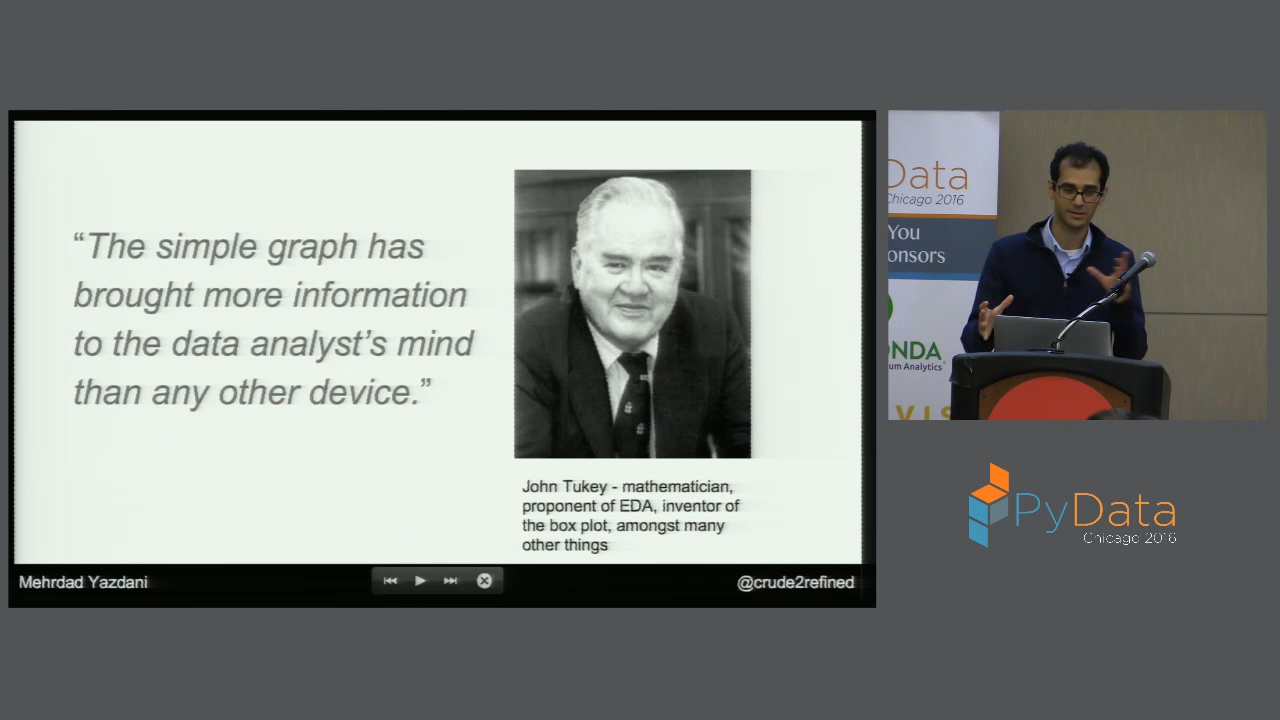 “The simple graph has
brought more information
to the data analyst’s mind
than any other device.”
John Tukey - mathematician,
proponent of EDA, inventor of
the box plot, amongst many
other things
Mehrdad Yazdani
@crude2refined
Data
Chicago 2016
You
onsors
NDA
um Analytics
VIS
PyData
Chicago 2016